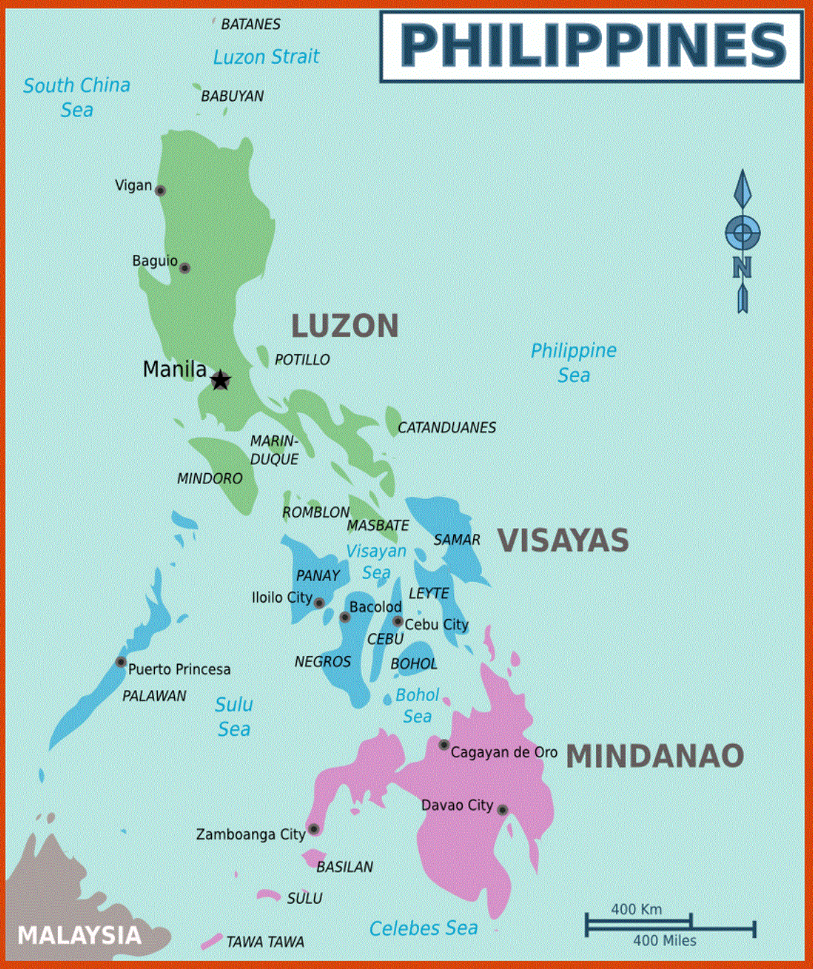 PHILIPPINES
BATANES
Luzon Strait
South China
Sea
BABUYAN
Vigan
Baguio
N
LUZON
Philippine
Sea
POTILLO
Manila
CATANDUANES
MARIN-
DUQUE
MINDORO
ROMBLON
MASBATE
SAMAR
VISAYAS
Visayan
Sea
PANAY
LEYTE
Iloilo City
Bacolod
Cebu City
CEBU
NEGROS
BOHOL
Puerto Princesa
PALAWAN
Sulu
Sea
Bohol
Sea
Cagayan de Oro
MINDANAO
Davao City
Zamboanga City
BASILAN
SULU
TAWA TAWA
Celebes Sea
MALAYSIA
400 Km
400 Miles